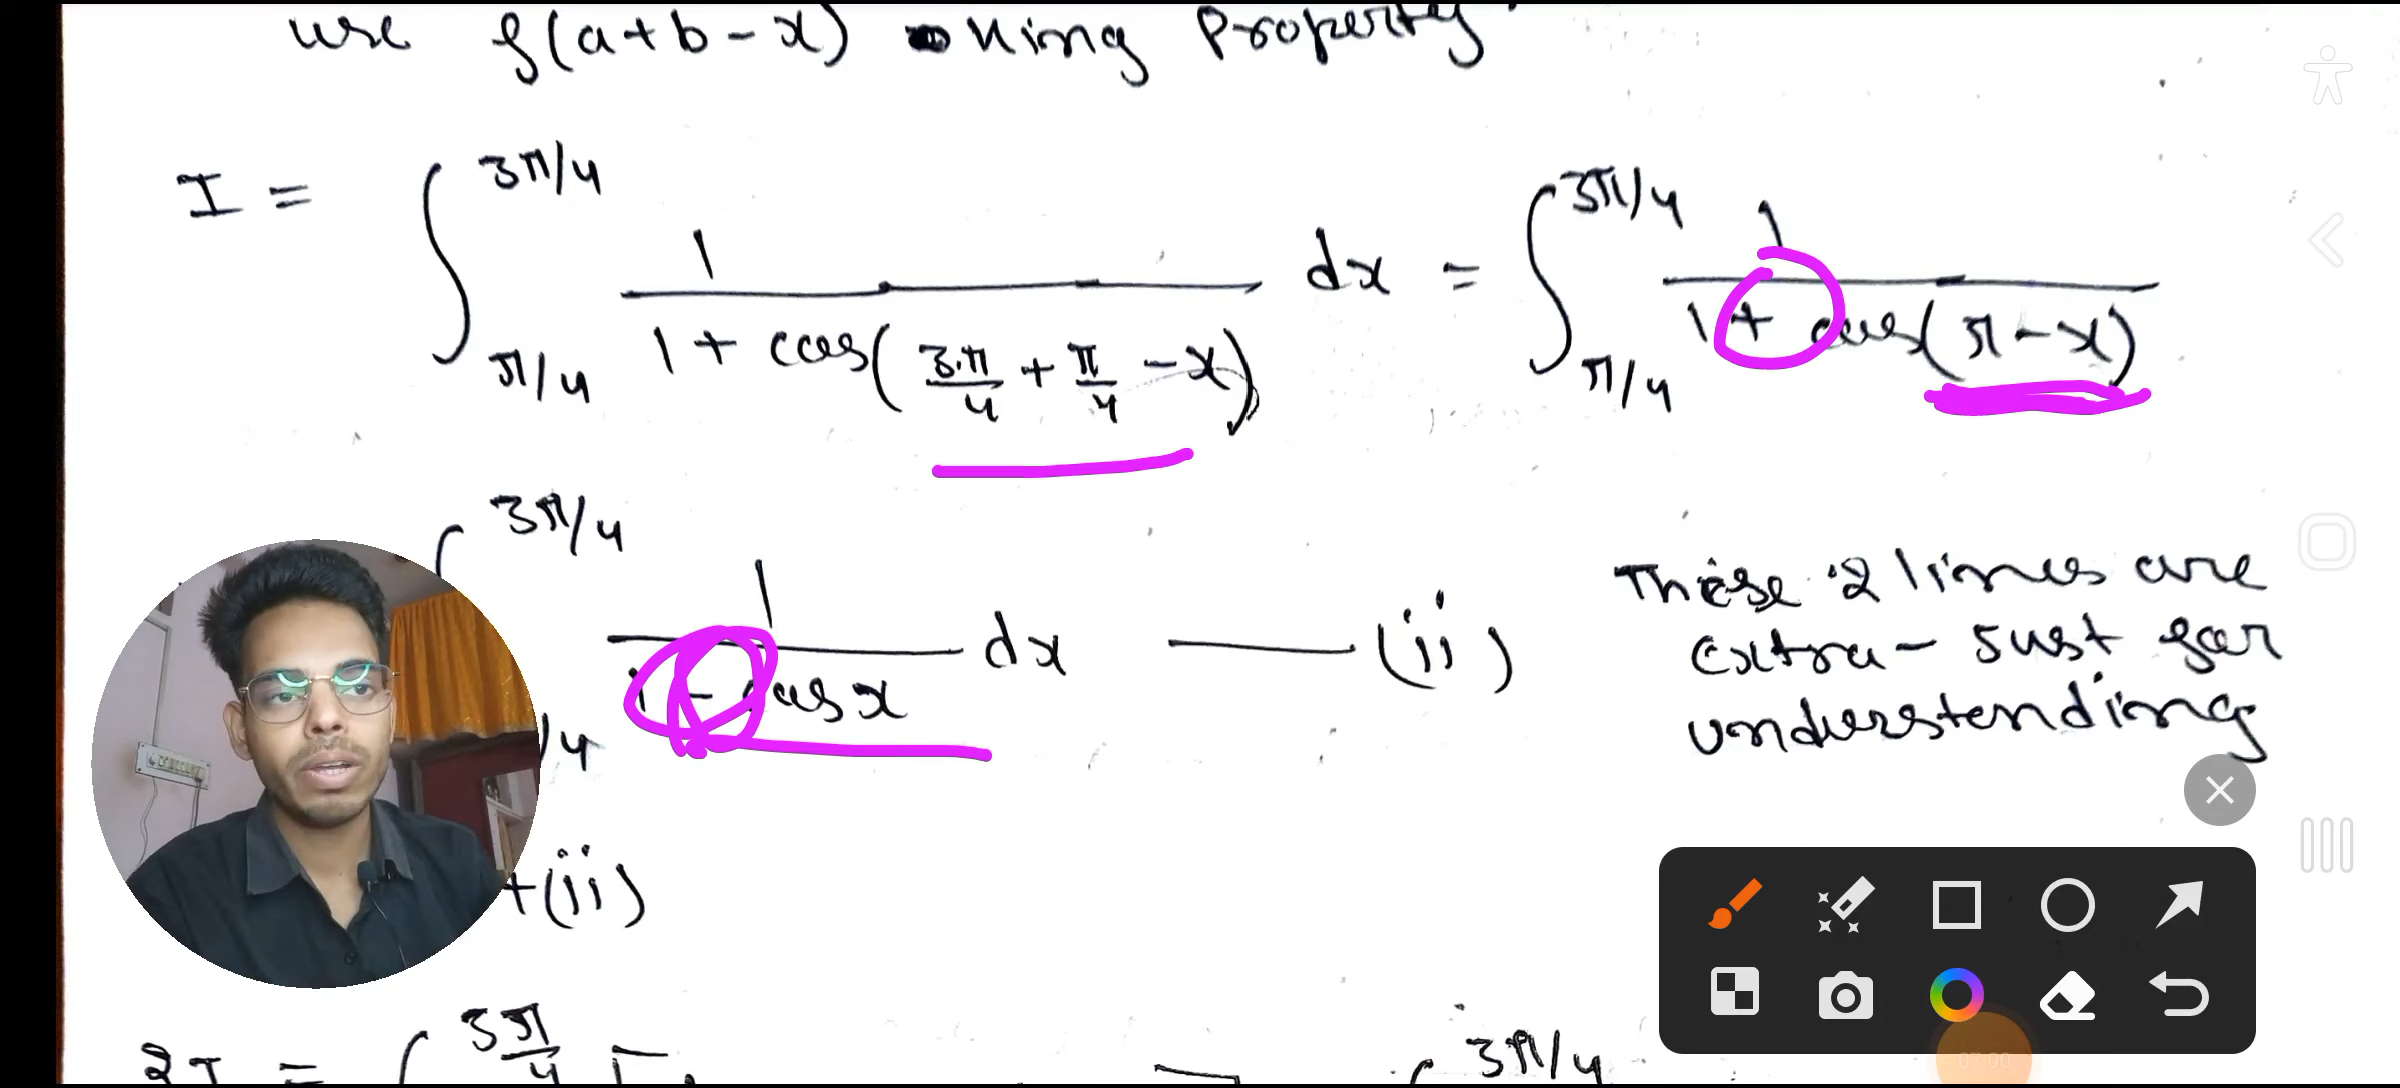 use f(a+b-x) king Property
I = ∫ 3π/4 π/4 1 / 1 + cos(3π/4 + π/4 - x) dx = ∫ 3π/4 π/4 1 / 1 + cos(π - x)
∫ 3π/4 /4 1 / 1 - cos x dx —— (ii)
These 2 lines are
extra - Just for
understanding
+(ii)
2I = ∫ 3π/4 ∫ 3π/4